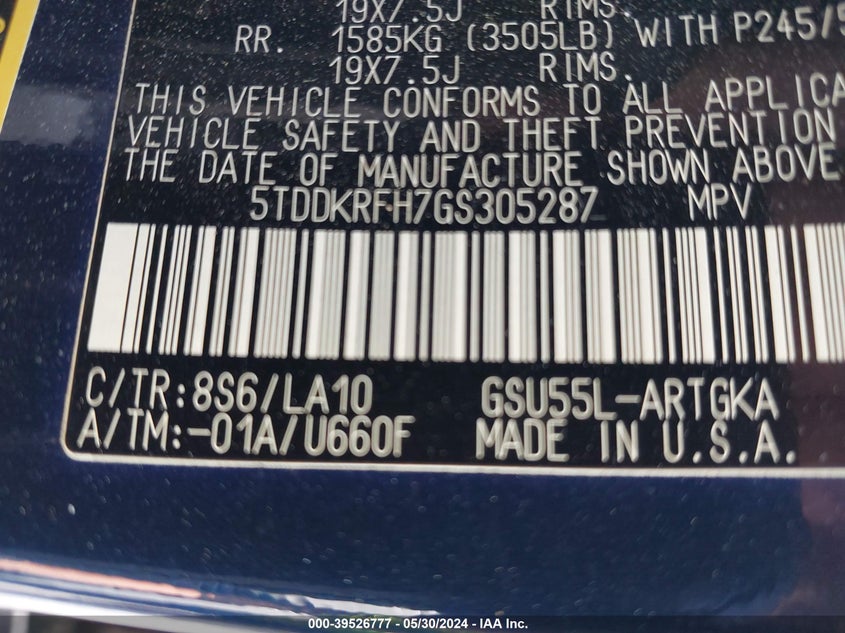 19X7.5J RIMS.
RR. 1585KG (3505LB) WITH P245/5
19X7.5J RIMS.
THIS VEHICLE CONFORMS TO ALL APPLICA
VEHICLE SAFETY AND THEFT PREVENTION
THE DATE OF MANUFACTURE SHOWN ABOVE
5TDDKRFH7GS305287 MPV
C/TR:8S6/LA10 GSU55L-ARTGKA
A/TM:-01A/U660F MADE IN U.S.A.
000-39526777 - 05/30/2024 - IAA Inc.